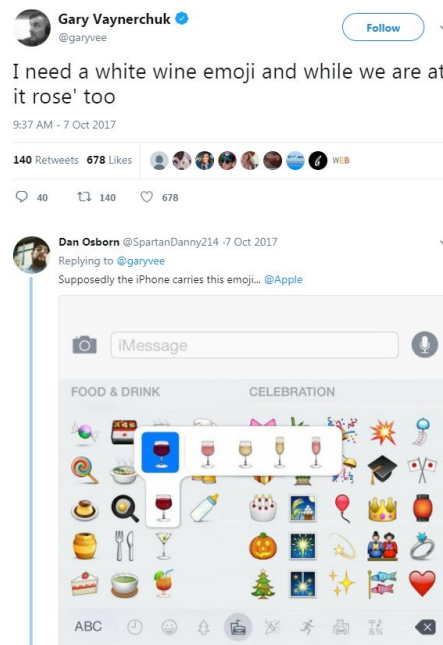 Gary Vaynerchuk
@garyvee
Follow
I need a white wine emoji and while we are at
it rose' too
9:37 AM - 7 Oct 2017
140 Retweets 678 Likes
WEB
40 140 678
Dan Osborn @SpartanDanny214 -7 Oct 2017
Replying to @garyvee
Supposedly the iPhone carries this emoji... @Apple
iMessage
FOOD & DRINK CELEBRATION
ABC